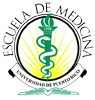 ESCUELA DE MEDICINA
UNIVERSIDAD DE PUERTO RICO